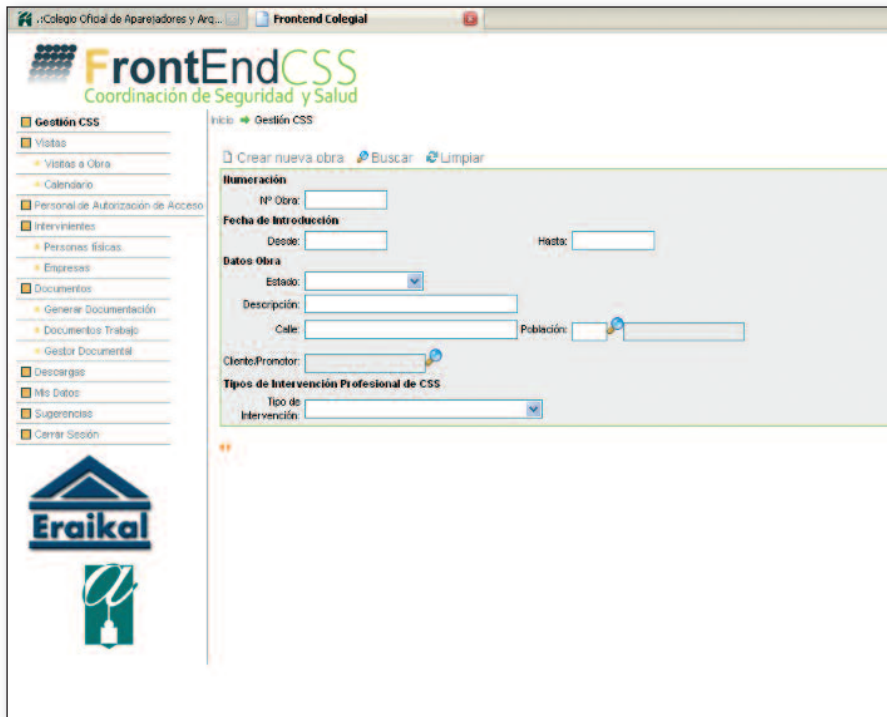 .:Colegio Oficial de Aparejadores y Arq...
Frontend Colegial
FrontEndCSS
Coordinación de Seguridad y Salud
Gestión CSS
Visitas
Visitas a Obra
Calendario
Personal de Autorización de Acceso
Intervinientes
Personas físicas
Empresas
Documentos
Generar Documentación
Documentos Trabajo
Gestor Documental
Descargas
Mis Datos
Sugerencias
Cerrar Sesión
Eraikal
a
Inicio Gestión CSS
Crear nueva obra Buscar Limpiar
Numeración
Nº Obra:
Fecha de Introducción
Desde: Hasta:
Datos Obra
Estado:
Descripción:
Calle: Población:
Cliente/Promotor:
Tipos de Intervención Profesional de CSS
Tipo de
Intervención: